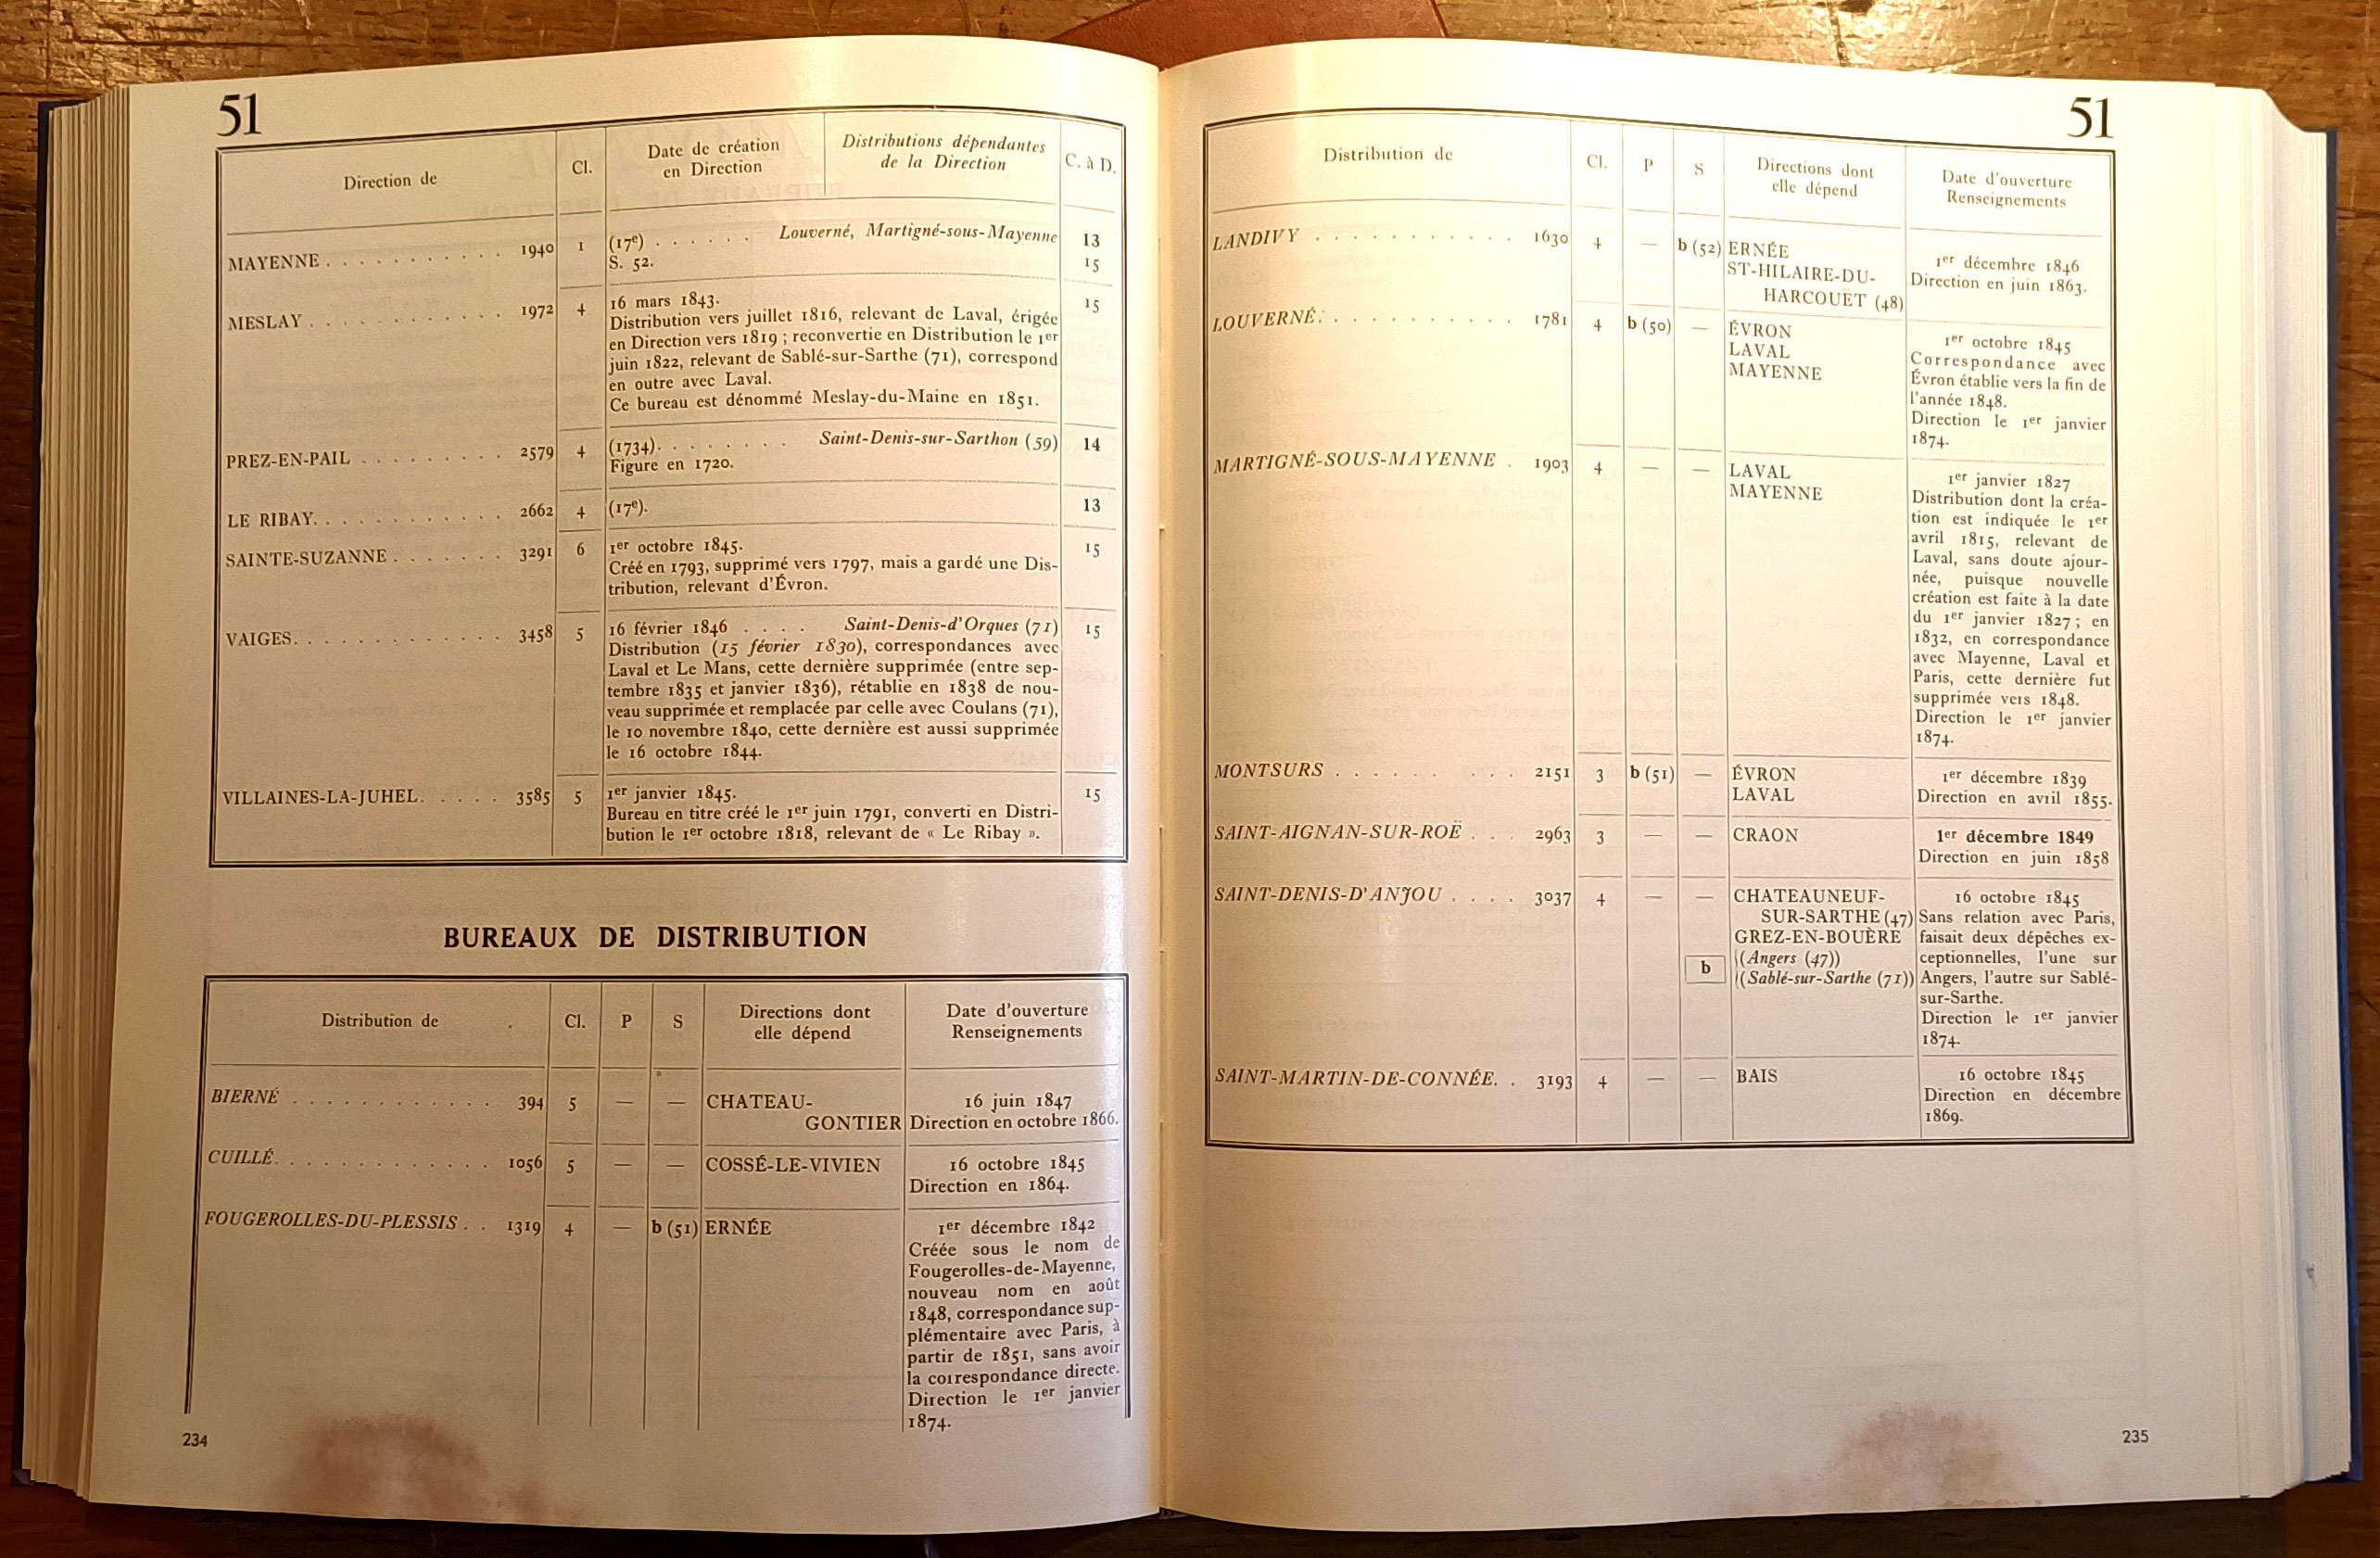 51
Direction de
Cl.
Date de création
en Direction
Distributions dépendantes
de la Direction
C. à D.
MAYENNE . . . . . . . . . . . 1940 1 (17e) . . . . . . Louverné, Martigné-sous-Mayenne 13
S. 52. 15
MESLAY . . . . . . . . . . . . 1972 4 16 mars 1843. 15
Distribution vers juillet 1816, relevant de Laval, érigée
en Direction vers 1819 ; reconvertie en Distribution le 1er
juin 1822, relevant de Sablé-sur-Sarthe (71), correspond
en outre avec Laval.
Ce bureau est dénommé Meslay-du-Maine en 1851.
PREZ-EN-PAIL . . . . . . . . . 2579 4 (1734). . . . . . . . Saint-Denis-sur-Sarthon (59) 14
Figure en 1720.
LE RIBAY. . . . . . . . . . . . 2662 4 (17e). 13
SAINTE-SUZANNE . . . . . . . 3291 6 1er octobre 1845. 15
Créé en 1793, supprimé vers 1797, mais a gardé une Dis-
tribution, relevant d'Évron.
VAIGES. . . . . . . . . . . . . 3458 5 16 février 1846 . . . . Saint-Denis-d'Orques (71) 15
Distribution (15 février 1830), correspondances avec
Laval et Le Mans, cette dernière supprimée (entre sep-
tembre 1835 et janvier 1836), rétablie en 1838 de nou-
veau supprimée et remplacée par celle avec Coulans (71),
le 10 novembre 1840, cette dernière est aussi supprimée
le 16 octobre 1844.
VILLAINES-LA-JUHEL. . . . . 3585 5 1er janvier 1845. 15
Bureau en titre créé le 1er juin 1791, converti en Distri-
bution le 1er octobre 1818, relevant de « Le Ribay ».
BUREAUX DE DISTRIBUTION
Distribution de
Cl.
P
S
Directions dont
elle dépend
Date d'ouverture
Renseignements
BIERNÉ . . . . . . . . . . . . 394 5 — — CHATEAU- 16 juin 1847
GONTIER Direction en octobre 1866.
CUILLÉ. . . . . . . . . . . . . 1056 5 — — COSSÉ-LE-VIVIEN 16 octobre 1845
Direction en 1864.
FOUGEROLLES-DU-PLESSIS . . 1319 4 — b (51) ERNÉE 1er décembre 1842
Créée sous le nom de
Fougerolles-de-Mayenne,
nouveau nom en août
1848, correspondance sup-
plémentaire avec Paris, à
partir de 1851, sans avoir
la correspondance directe.
Direction le 1er janvier
1874.
234
51
Distribution de
Cl.
P
S
Directions dont
elle dépend
Date d'ouverture
Renseignements
LANDIVY . . . . . . . . . . . . 1630 4 — b (52) ERNÉE 1er décembre 1846
ST-HILAIRE-DU- Direction en juin 1863.
HARCOUËT (48)
LOUVERNÉ. . . . . . . . . . . 1781 4 b (50) — ÉVRON 1er octobre 1845
LAVAL Correspondance avec
MAYENNE Évron établie vers la fin de
l'année 1848.
Direction le 1er janvier
1874.
MARTIGNÉ-SOUS-MAYENNE . 1903 4 — — LAVAL 1er janvier 1827
MAYENNE Distribution dont la créa-
tion est indiquée le 1er
avril 1815, relevant de
Laval, sans doute ajour-
née, puisque nouvelle
création est faite à la date
du 1er janvier 1827 ; en
1832, en correspondance
avec Mayenne, Laval et
Paris, cette dernière fut
supprimée vers 1848.
Direction le 1er janvier
1874.
MONTSURS . . . . . . . . . 2151 3 b (51) — ÉVRON 1er décembre 1839
LAVAL Direction en avril 1855.
SAINT-AIGNAN-SUR-ROË . . . 2963 3 — — CRAON 1er décembre 1849
Direction en juin 1858
SAINT-DENIS-D'ANJOU . . . . 3037 4 — — CHATEAUNEUF- 16 octobre 1845
SUR-SARTHE (47) Sans relation avec Paris,
GREZ-EN-BOUÈRE faisait deux dépêches ex-
b ((Angers (47)) ceptionnelles, l'une sur
((Sablé-sur-Sarthe (71)) Angers, l'autre sur Sablé-
sur-Sarthe.
Direction le 1er janvier
1874.
SAINT-MARTIN-DE-CONNÉE. . 3193 4 — — BAIS 16 octobre 1845
Direction en décembre
1869.
235